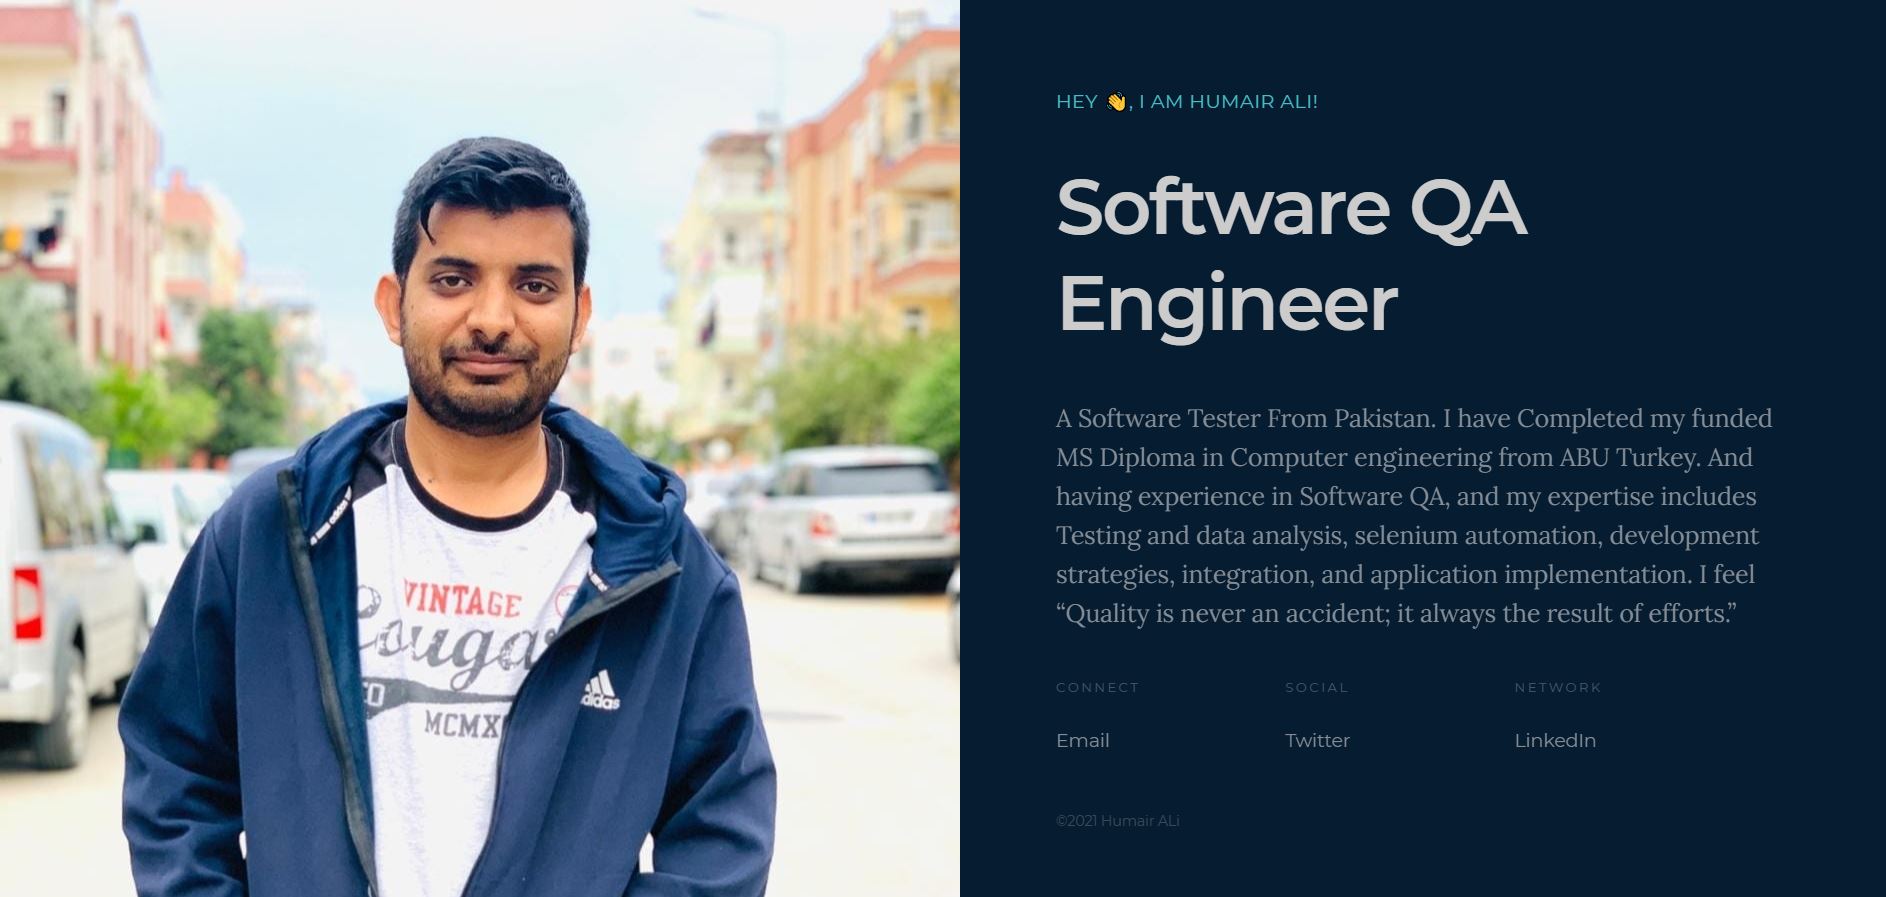 HEY 👋, I AM HUMAIR ALI!
Software QA
Engineer
A Software Tester From Pakistan. I have Completed my funded
MS Diploma in Computer engineering from ABU Turkey. And
having experience in Software QA, and my expertise includes
Testing and data analysis, selenium automation, development
strategies, integration, and application implementation. I feel
“Quality is never an accident; it always the result of efforts.”
CONNECT
SOCIAL
NETWORK
Email
Twitter
LinkedIn
©2021 Humair ALi
VINTAGE
adidas